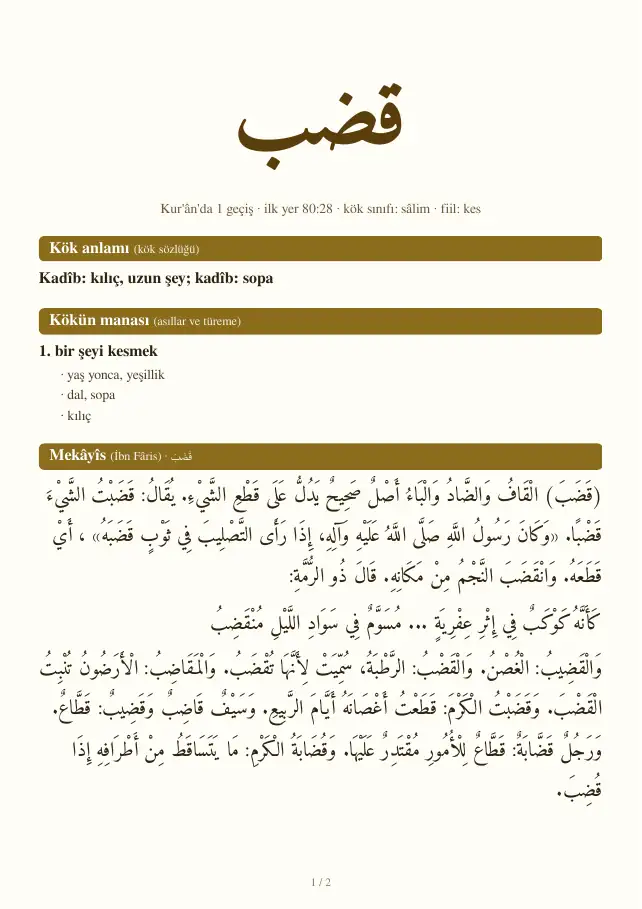 قضب
Kur'ân'da 1 geçiş · ilk yer 80:28 · kök sınıfı: sâlim · fiil: kes
Kök anlamı (kök sözlüğü)
Kadîb: kılıç, uzun şey; kadîb: sopa
Kökün manası (asıllar ve türeme)
1. bir şeyi kesmek
· yaş yonca, yeşillik
· dal, sopa
· kılıç
Mekâyîs (İbn Fâris) · قَضَبَ
(قَضَبَ) الْقَافُ وَالضَّادُ وَالْبَاءُ أَصْلٌ صَحِيحٌ يَدُلُّ عَلَى قَطْعِ الشَّيْءِ. يُقَالُ: قَضَبْتُ الشَّيْءَ
قَضْبًا. «وَكَانَ رَسُولُ اللَّهِ صَلَّى اللَّهُ عَلَيْهِ وَآلِهِ، إِذَا رَأَى التَّصْلِيبَ فِي ثَوْبٍ قَضَبَهُ» ، أَيْ
قَطَعَهُ. وَانْقَضَبَ النَّجْمُ مِنْ مَكَانِهِ. قَالَ ذُو الرُّمَّةِ:
كَأَنَّهُ كَوْكَبٌ فِي إِثْرِ عِفْرِيَةٍ ... مُسَوَّمٌ فِي سَوَادِ اللَّيْلِ مُنْقَضِبُ
وَالْقَضِيبُ: الْغُصْنُ. وَالْقَضْبُ: الرَّطْبَةُ، سُمِّيَتْ لِأَنَّهَا تُقْضَبُ. وَالْمَقَاضِبُ: الْأَرَضُونُ تُنْبِتُ
الْقَضْبَ. وَقَضَبْتُ الْكَرْمَ: قَطَعْتُ أَغْصَانَهُ أَيَّامَ الرَّبِيعِ. وَسَيْفٌ قَاضِبٌ وَقَضِيبٌ: قَطَّاعٌ.
وَرَجُلٌ قَضَّابَةٌ: قَطَّاعٌ لِلْأُمُورِ مُقْتَدِرٌ عَلَيْهَا. وَقُضَابَةُ الْكَرْمِ: مَا يَتَسَاقَطُ مِنْ أَطْرَافِهِ إِذَا
قُضِبَ.
1 / 2